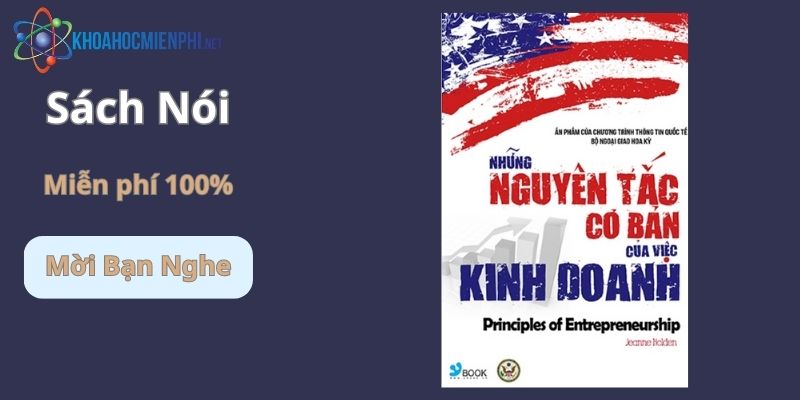 KHOAHOCMIENPHI.NET
Sách Nói
Miễn phí 100%
Mời Bạn Nghe
ẤN PHẨM CỦA CHƯƠNG TRÌNH THÔNG TIN QUỐC TẾ
BỘ NGOẠI GIAO HOA KỲ
NHỮNG
NGUYÊN TẮC
CƠ BẢN
CỦA VIỆC
KINH DOANH
Principles of Entrepreneurship
Jeanne Holden
BOOK